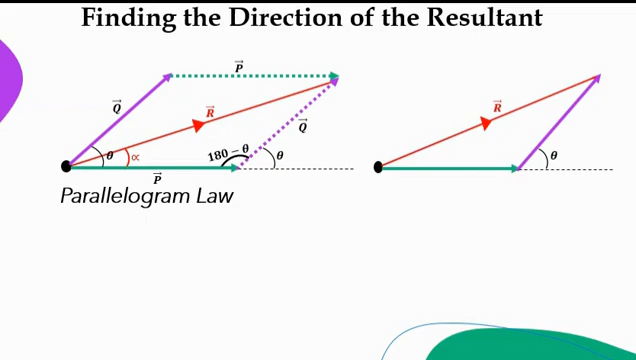 Finding the Direction of the Resultant
P⃗
Q⃗
R⃗
Q⃗
θ
α
180 − θ
θ
P⃗
Parallelogram Law
R⃗
θ